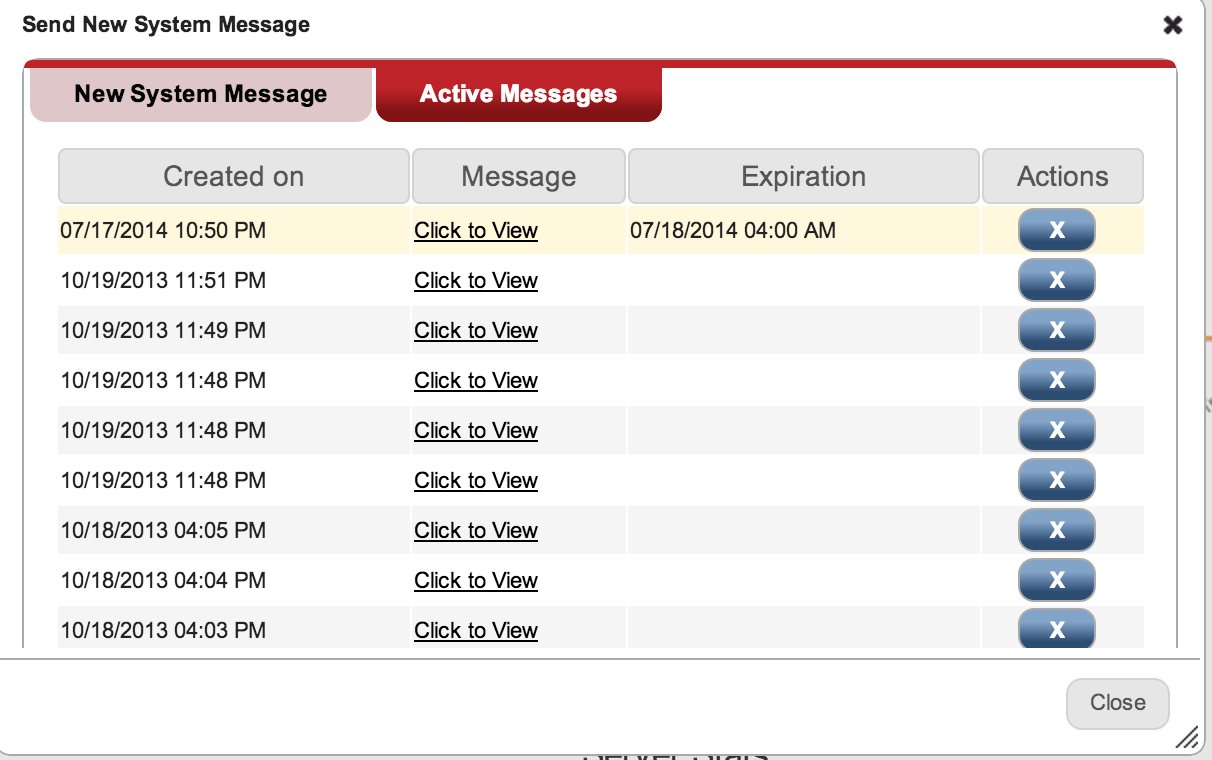 Send New System Message
New System Message Active Messages
Created on Message Expiration Actions
07/17/2014 10:50 PM Click to View 07/18/2014 04:00 AM X
10/19/2013 11:51 PM Click to View X
10/19/2013 11:49 PM Click to View X
10/19/2013 11:48 PM Click to View X
10/19/2013 11:48 PM Click to View X
10/19/2013 11:48 PM Click to View X
10/18/2013 04:05 PM Click to View X
10/18/2013 04:04 PM Click to View X
10/18/2013 04:03 PM Click to View X
Close
Server Stats